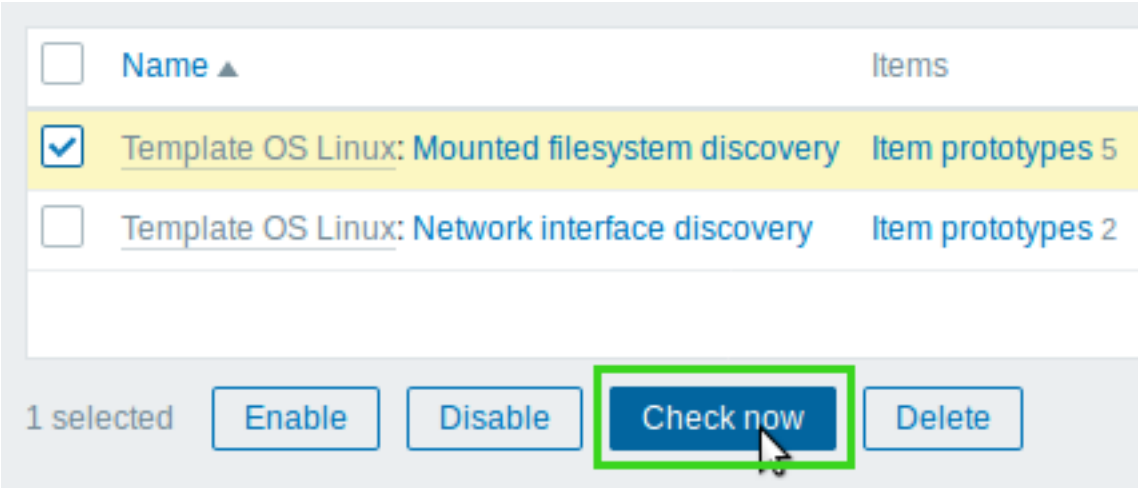 Name ▲ Items
Template OS Linux: Mounted filesystem discovery Item prototypes 5
Template OS Linux: Network interface discovery Item prototypes 2
1 selected Enable Disable Check now Delete